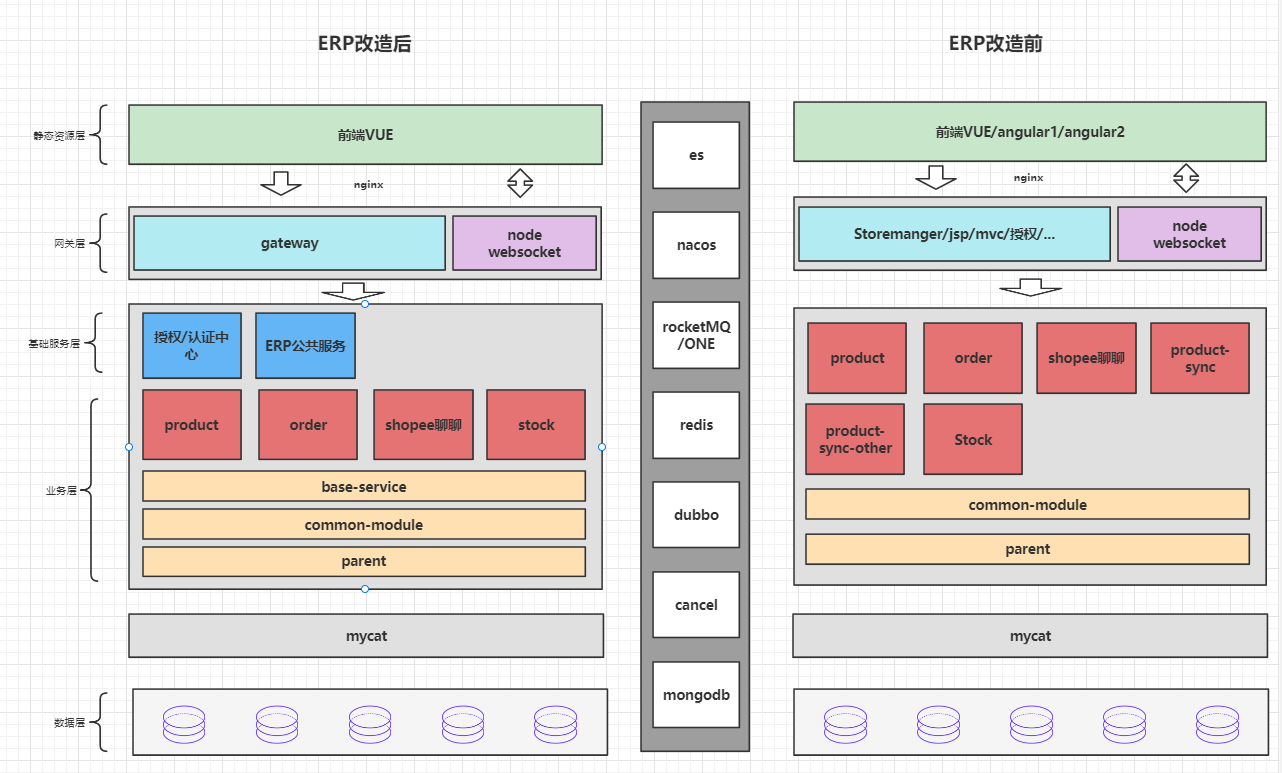 ERP改造后
ERP改造前
静态资源层
前端VUE
nginx
网关层
gateway
node
websocket
基础服务层
授权/认证中
心
ERP公共服务
业务层
product
order
shopee聊聊
stock
base-service
common-module
parent
mycat
数据层
es
nacos
rocketMQ
/ONE
redis
dubbo
cancel
mongodb
前端VUE/angular1/angular2
nginx
Storemanger/jsp/mvc/授权/...
node
websocket
product
order
shopee聊聊
product-
sync
product-
sync-other
Stock
common-module
parent
mycat